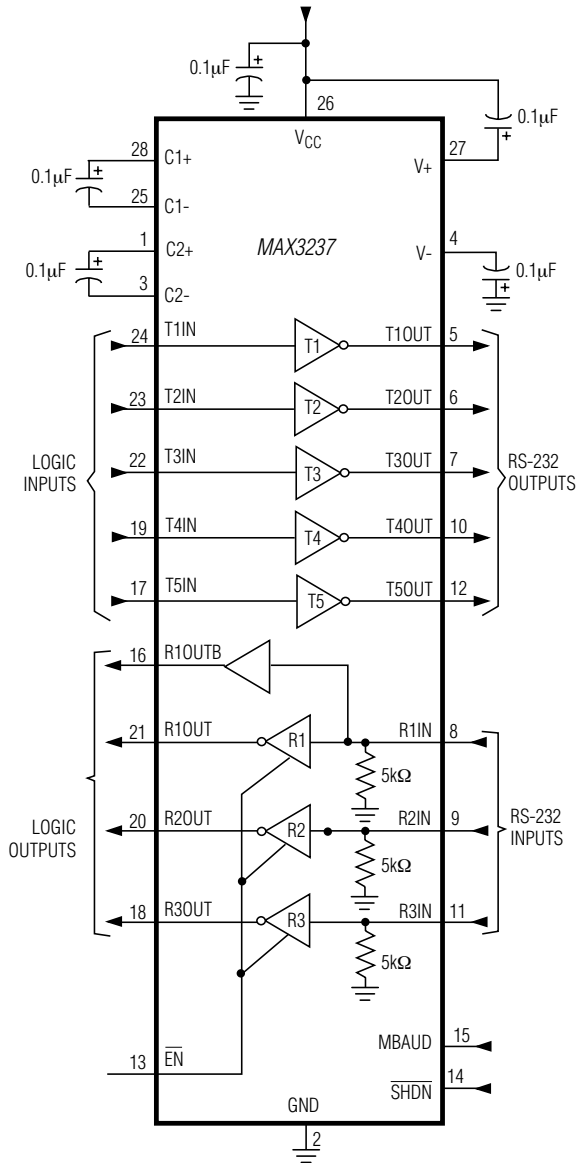 0.1µF +
26
+ 0.1µF
VCC
28 C1+
27 V+
0.1µF +
25 C1-
1 C2+
MAX3237
4 V-
0.1µF +
3 C2-
0.1µF +
24 T1IN T1 T1OUT 5
23 T2IN T2 T2OUT 6
LOGIC INPUTS
22 T3IN T3 T3OUT 7
RS-232 OUTPUTS
19 T4IN T4 T4OUT 10
17 T5IN T5 T5OUT 12
16 R1OUTB
21 R1OUT R1 R1IN 8
5kΩ
LOGIC OUTPUTS
20 R2OUT R2 R2IN 9
RS-232 INPUTS
5kΩ
18 R3OUT R3 R3IN 11
5kΩ
MBAUD 15
13 EN
SHDN 14
GND
2